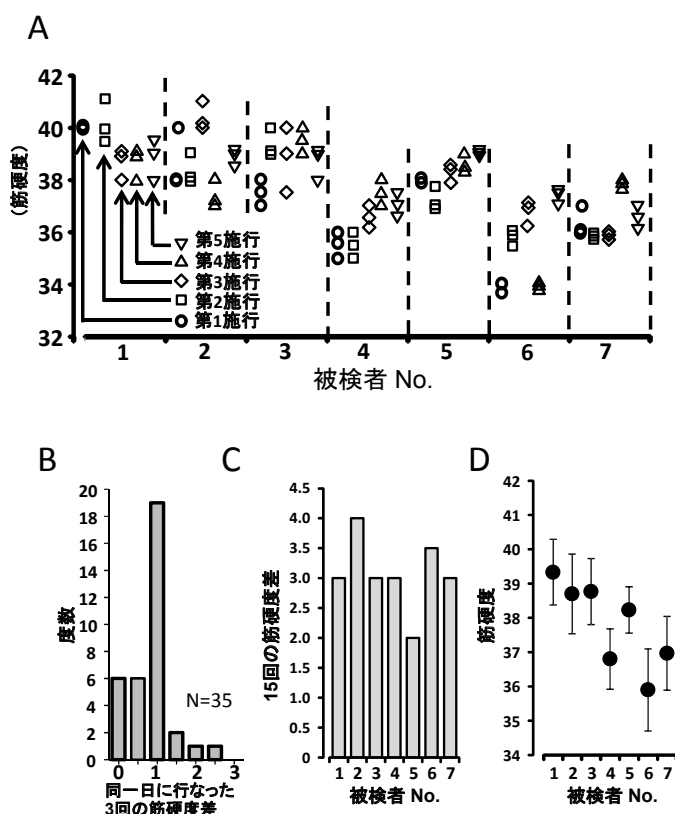 A
(筋硬度)
42
40
38
36
34
32
第5施行
第4施行
第3施行
第2施行
第1施行
1 2 3 4 5 6 7
被検者 No.
B
度数
20
18
16
14
12
10
8
6
4
2
0
N=35
0 1 2 3
同一日に行なった
3回の筋硬度差
C
15回の筋硬度差
4.5
4.0
3.5
3.0
2.5
2.0
1.5
1.0
0.5
0.0
1 2 3 4 5 6 7
被検者 No.
D
筋硬度
42
41
40
39
38
37
36
35
34
1 2 3 4 5 6 7
被検者 No.